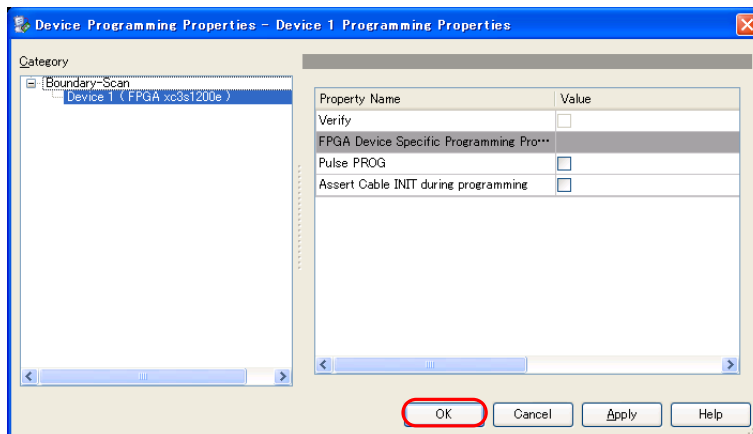 Device Programming Properties - Device 1 Programming Properties
Category
Boundary-Scan
Device 1 ( FPGA xc3s1200e )
Property Name Value
Verify
FPGA Device Specific Programming Pro···
Pulse PROG
Assert Cable INIT during programming
OK Cancel Apply Help